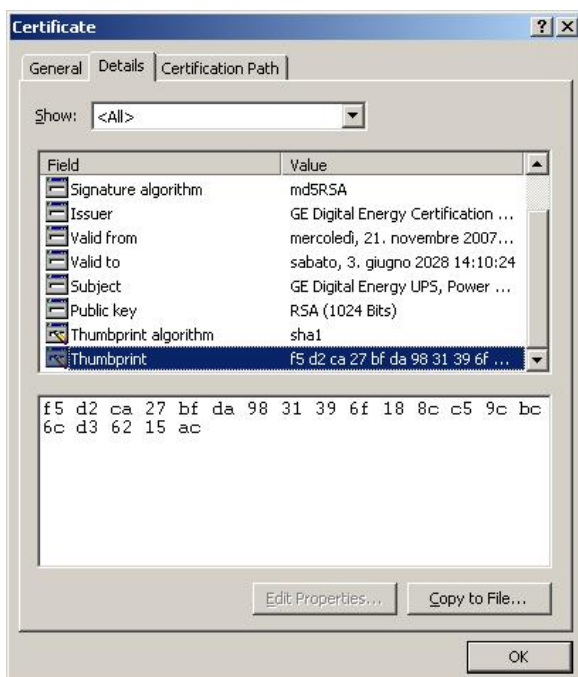 Certificate
General Details Certification Path
Show: <All>
Field Value
Signature algorithm md5RSA
Issuer GE Digital Energy Certification ...
Valid from mercoledì, 21. novembre 2007...
Valid to sabato, 3. giugno 2028 14:10:24
Subject GE Digital Energy UPS, Power ...
Public key RSA (1024 Bits)
Thumbprint algorithm sha1
Thumbprint f5 d2 ca 27 bf da 98 31 39 6f ...
f5 d2 ca 27 bf da 98 31 39 6f 18 8c c5 9c bc
6c d3 62 15 ac
Edit Properties... Copy to File...
OK